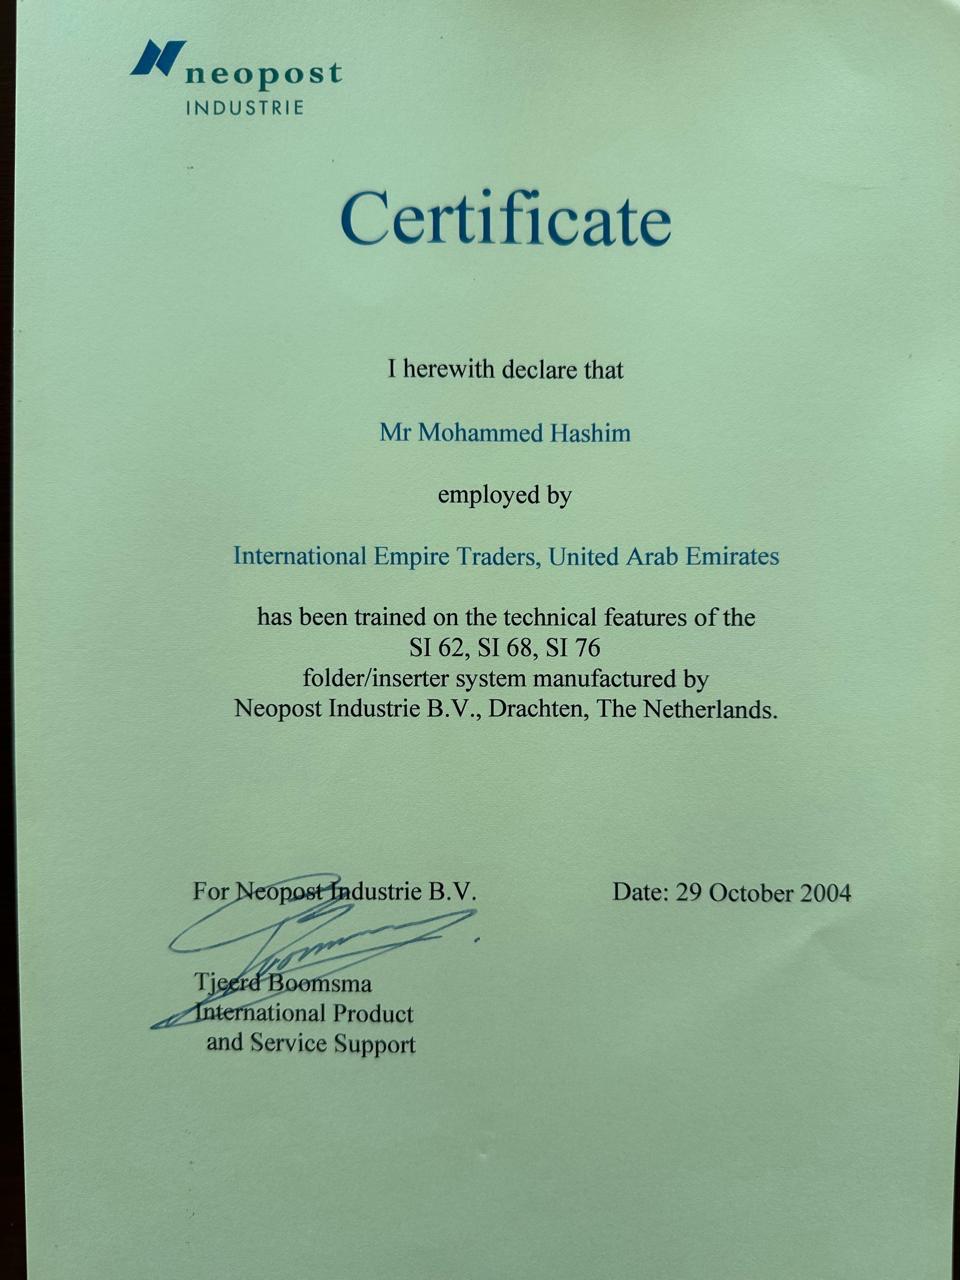 neopost
INDUSTRIE
Certificate
I herewith declare that
Mr Mohammed Hashim
employed by
International Empire Traders, United Arab Emirates
has been trained on the technical features of the
SI 62, SI 68, SI 76
folder/inserter system manufactured by
Neopost Industrie B.V., Drachten, The Netherlands.
For Neopost Industrie B.V.
Date: 29 October 2004
Tjeerd Boomsma
International Product
and Service Support